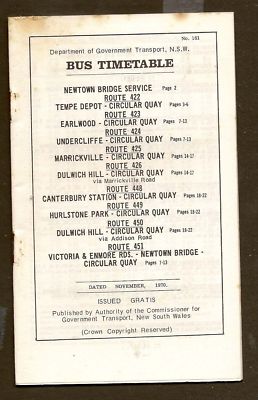 No. 161
Department of Government Transport, N.S.W.
BUS TIMETABLE
NEWTOWN BRIDGE SERVICE Page 2
ROUTE 422
TEMPE DEPOT - CIRCULAR QUAY Pages 3-6
ROUTE 423
EARLWOOD - CIRCULAR QUAY Pages 7-13
ROUTE 424
UNDERCLIFFE - CIRCULAR QUAY Pages 7-13
ROUTE 425
MARRICKVILLE - CIRCULAR QUAY Pages 14-17
ROUTE 426
DULWICH HILL - CIRCULAR QUAY Pages 14-17
via Marrickville Road
ROUTE 448
CANTERBURY STATION - CIRCULAR QUAY Pages 18-22
ROUTE 449
HURLSTONE PARK - CIRCULAR QUAY Pages 18-22
ROUTE 450
DULWICH HILL - CIRCULAR QUAY Pages 18-22
via Addison Road
ROUTE 451
VICTORIA & ENMORE RDS. - NEWTOWN BRIDGE -
CIRCULAR QUAY Pages 7-13
DATED NOVEMBER, 1970.
ISSUED GRATIS
Published by Authority of the Commissioner for
Government Transport, New South Wales
(Crown Copyright Reserved)